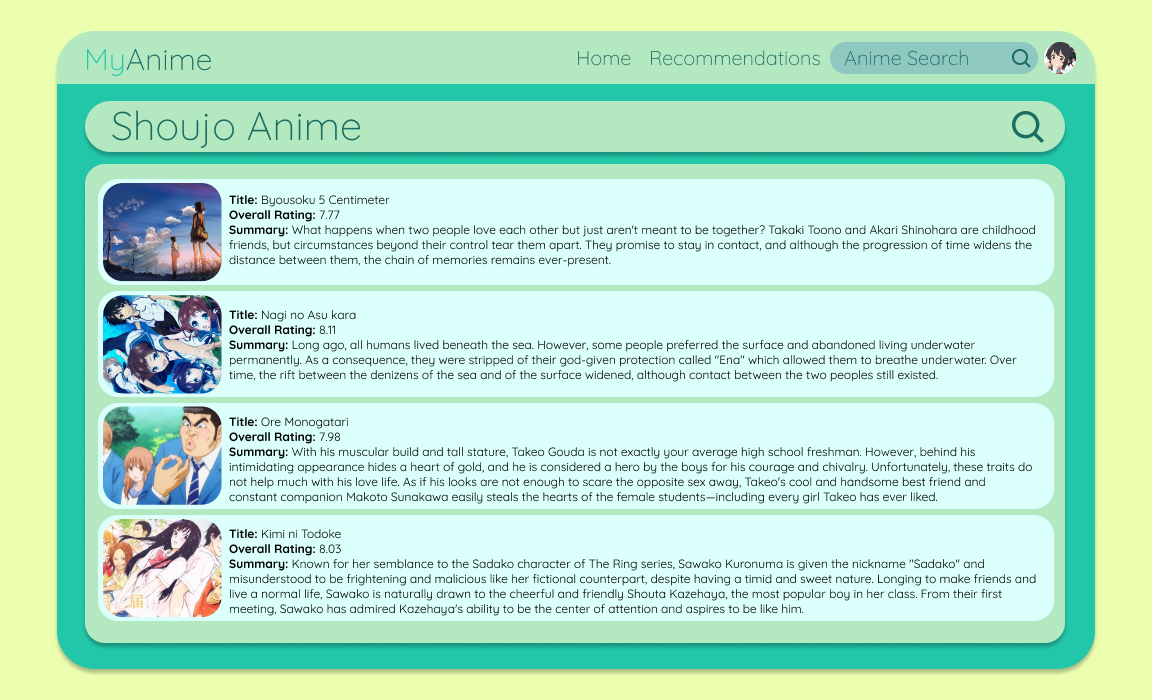 MyAnime
Home
Recommendations
Anime Search
Shoujo Anime
Title: Byousoku 5 Centimeter
Overall Rating: 7.77
Summary: What happens when two people love each other but just aren't meant to be together? Takaki Toono and Akari Shinohara are childhood
friends, but circumstances beyond their control tear them apart. They promise to stay in contact, and although the progression of time widens the
distance between them, the chain of memories remains ever-present.
Title: Nagi no Asu kara
Overall Rating: 8.11
Summary: Long ago, all humans lived beneath the sea. However, some people preferred the surface and abandoned living underwater
permanently. As a consequence, they were stripped of their god-given protection called "Ena" which allowed them to breathe underwater. Over
time, the rift between the denizens of the sea and of the surface widened, although contact between the two peoples still existed.
Title: Ore Monogatari
Overall Rating: 7.98
Summary: With his muscular build and tall stature, Takeo Gouda is not exactly your average high school freshman. However, behind his
intimidating appearance hides a heart of gold, and he is considered a hero by the boys for his courage and chivalry. Unfortunately, these traits do
not help much with his love life. As if his looks are not enough to scare the opposite sex away, Takeo's cool and handsome best friend and
constant companion Makoto Sunakawa easily steals the hearts of the female students—including every girl Takeo has ever liked.
Title: Kimi ni Todoke
Overall Rating: 8.03
Summary: Known for her semblance to the Sadako character of The Ring series, Sawako Kuronuma is given the nickname "Sadako" and
misunderstood to be frightening and malicious like her fictional counterpart, despite having a timid and sweet nature. Longing to make friends and
live a normal life, Sawako is naturally drawn to the cheerful and friendly Shouta Kazehaya, the most popular boy in her class. From their first
meeting, Sawako has admired Kazehaya's ability to be the center of attention and aspires to be like him.
届